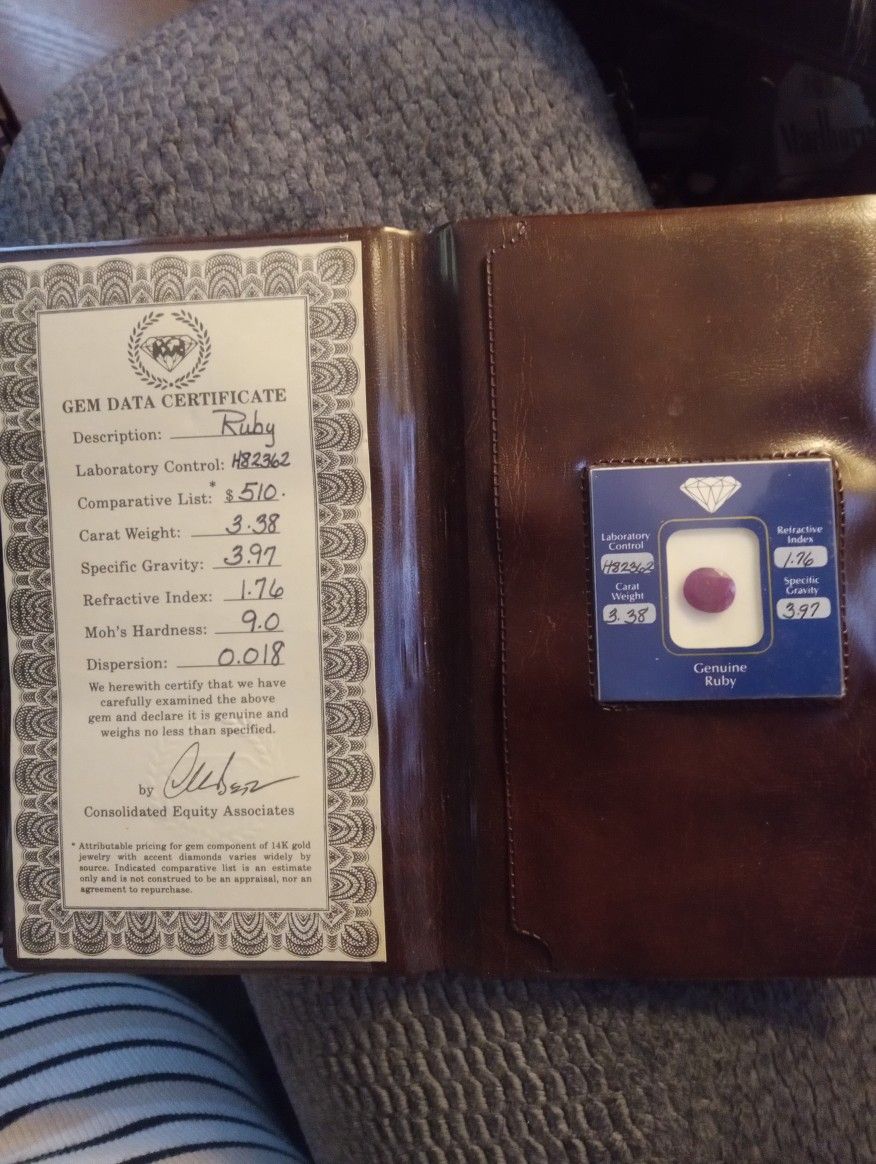 Marlboro
GEM DATA CERTIFICATE
Description: Ruby
Laboratory Control: H82362
Comparative List:* $510.
Carat Weight: 3.38
Specific Gravity: 3.97
Refractive Index: 1.76
Moh's Hardness: 9.0
Dispersion: 0.018
We herewith certify that we have
carefully examined the above
gem and declare it is genuine and
weighs no less than specified.
by
Consolidated Equity Associates
* Attributable pricing for gem component of 14K gold
jewelry with accent diamonds varies widely by
source. Indicated comparative list is an estimate
only and is not construed to be an appraisal, nor an
agreement to repurchase.
Laboratory
Control
H82362
Carat
Weight
3.38
Refractive
Index
1.76
Specific
Gravity
3.97
Genuine
Ruby